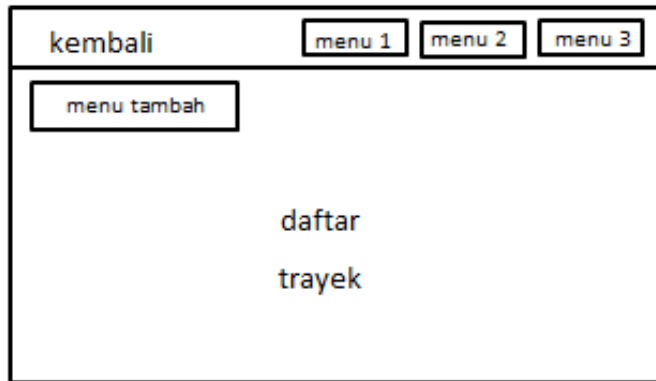 kembali menu 1 menu 2 menu 3
menu tambah
daftar
trayek